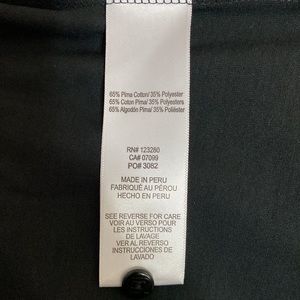 65% Pima Cotton/ 35% Polyester
65% Coton Pima/ 35% Polyesters
65% Algodón Pima/ 35% Poliéster
RN# 123280
CA# 07099
PO# 3082
MADE IN PERU
FABRIQUÉ AU PÉROU
HECHO EN PERU
SEE REVERSE FOR CARE
VOIR AU VERSO POUR
LES INSTRUCTIONS
DE LAVAGE
VER AL REVERSO
INSTRUCCIONES DE
LAVADO